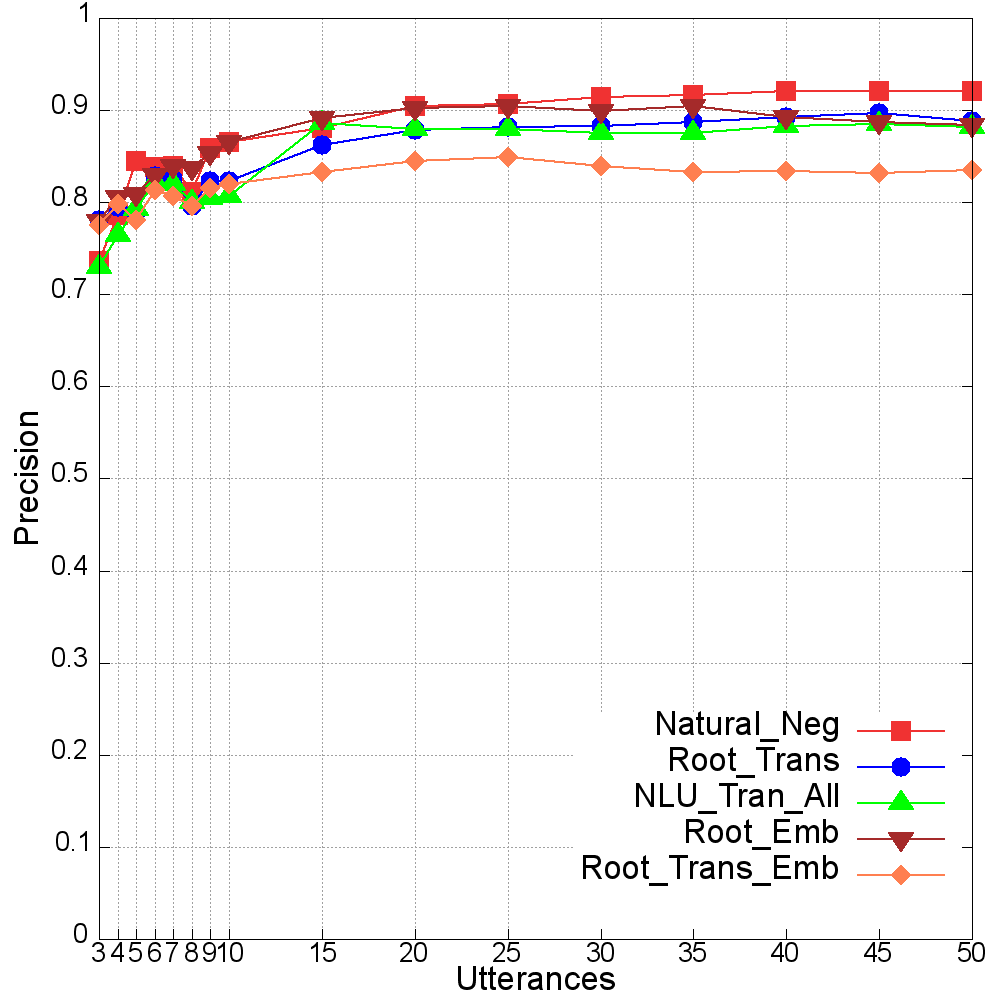 1
0.9
0.8
0.7
0.6
0.5
0.4
0.3
0.2
0.1
0
Precision
Natural_Neg
Root_Trans
NLU_Tran_All
Root_Emb
Root_Trans_Emb
3 4 5 6 7 8 9 10 15 20 25 30 35 40 45 50
Utterances